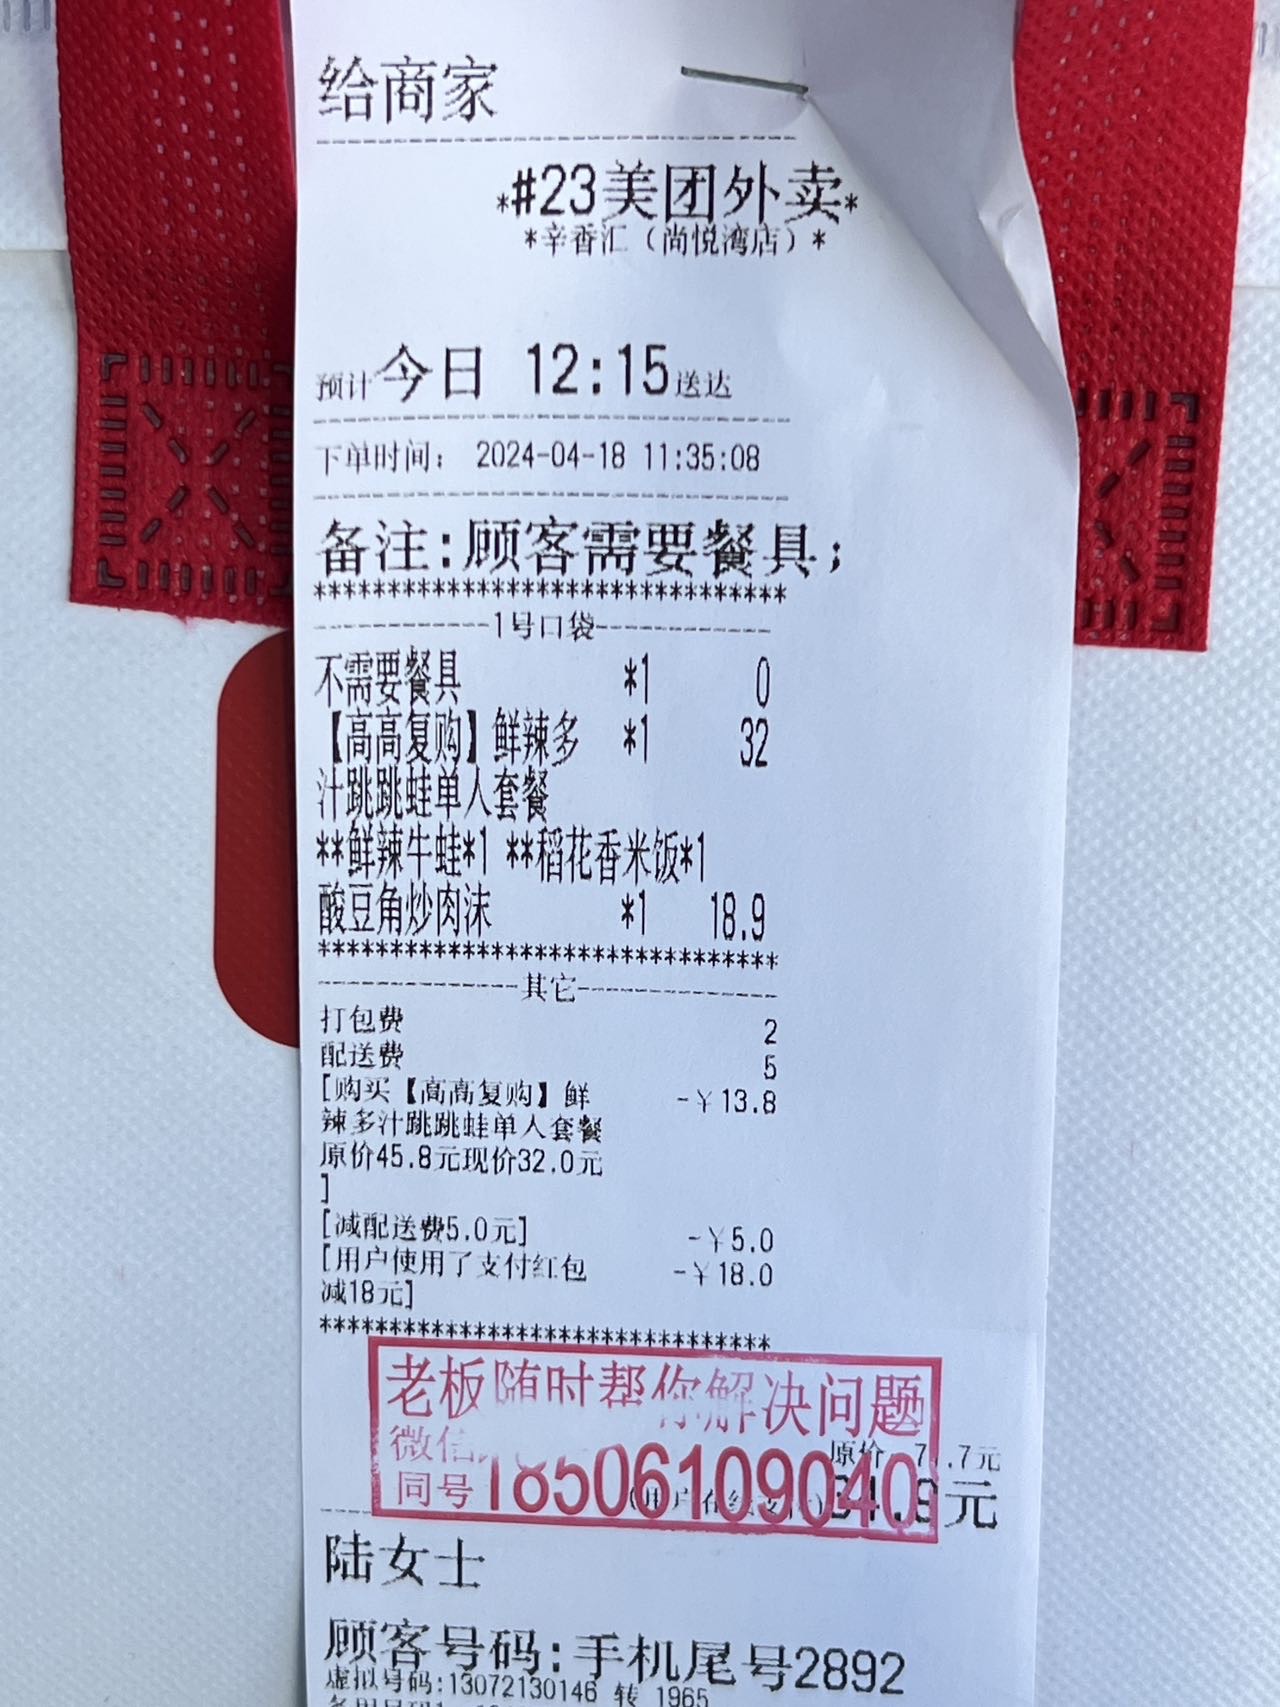 给商家
*#23美团外卖*
*辛香汇（尚悦湾店）*
预计今日 12:15送达
下单时间： 2024-04-18 11:35:08
备注:顾客需要餐具;
********************************
1号口袋
不需要餐具 *1 0
【高高复购】鲜辣多 *1 32
汁跳跳蛙单人套餐
**鲜辣牛蛙*1 **稻花香米饭*1
酸豆角炒肉沫 *1 18.9
********************************
其它
打包费 2
配送费 5
[购买【高高复购】鲜 -￥13.8
辣多汁跳跳蛙单人套餐
原价45.8元现价32.0元
]
[减配送费5.0元] -￥5.0
[用户使用了支付红包 -￥18.0
减18元]
********************************
老板随时帮你解决问题
微信
同号18506109040
原价 7 .7元
元
陆女士
顾客号码:手机尾号2892
虚拟号码:13072130146 转 1965